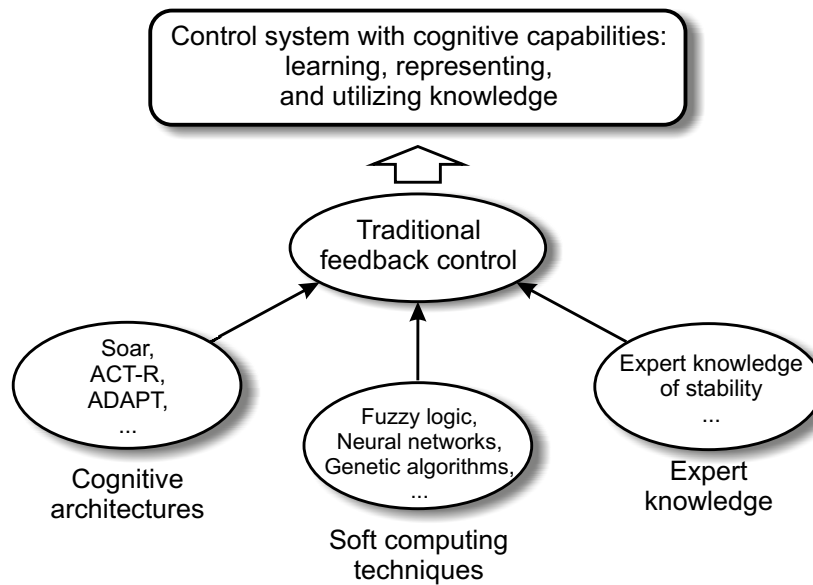 Control system with cognitive capabilities:
learning, representing,
and utilizing knowledge
Traditional
feedback control
Soar,
ACT-R,
ADAPT,
...
Cognitive
architectures
Fuzzy logic,
Neural networks,
Genetic algorithms,
...
Soft computing
techniques
Expert knowledge
of stability
...
Expert
knowledge